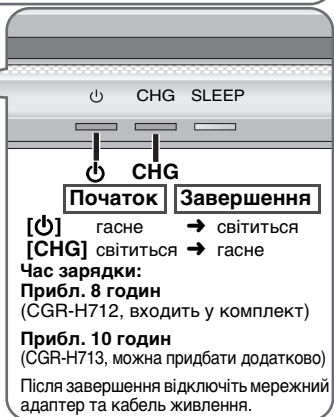 ⏻ CHG SLEEP
⏻ CHG
Початок Завершення
[⏻] гасне ➜ світиться
[CHG] світиться ➜ гасне
Час зарядки:
Прибл. 8 годин
(CGR-H712, входить у комплект)
Прибл. 10 годин
(CGR-H713, можна придбати додатково)
Після завершення відключіть мережний
адаптер та кабель живлення.